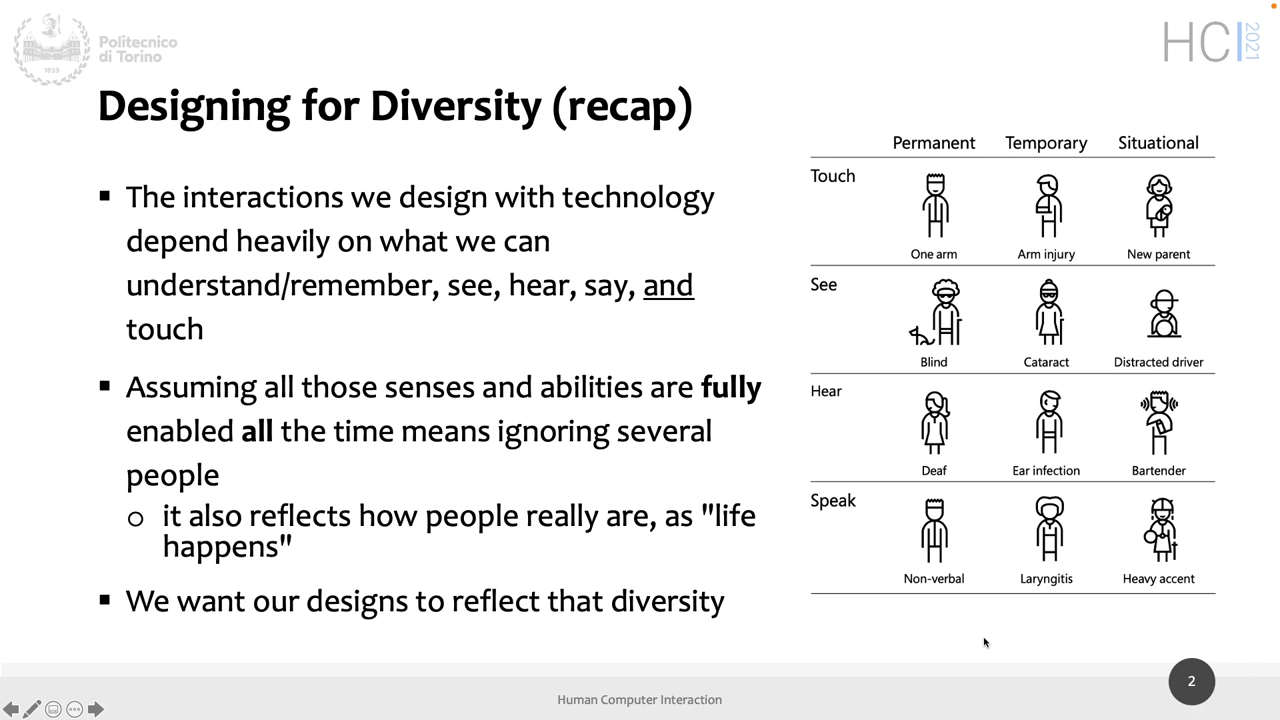 Politecnico
di Torino
1859
HCI 2021
Designing for Diversity (recap)
▪ The interactions we design with technology
depend heavily on what we can
understand/remember, see, hear, say, and
touch
▪ Assuming all those senses and abilities are fully
enabled all the time means ignoring several
people
o it also reflects how people really are, as "life
happens"
▪ We want our designs to reflect that diversity
Permanent Temporary Situational
Touch
One arm Arm injury New parent
See
Blind Cataract Distracted driver
Hear
Deaf Ear infection Bartender
Speak
Non-verbal Laryngitis Heavy accent
Human Computer Interaction
2